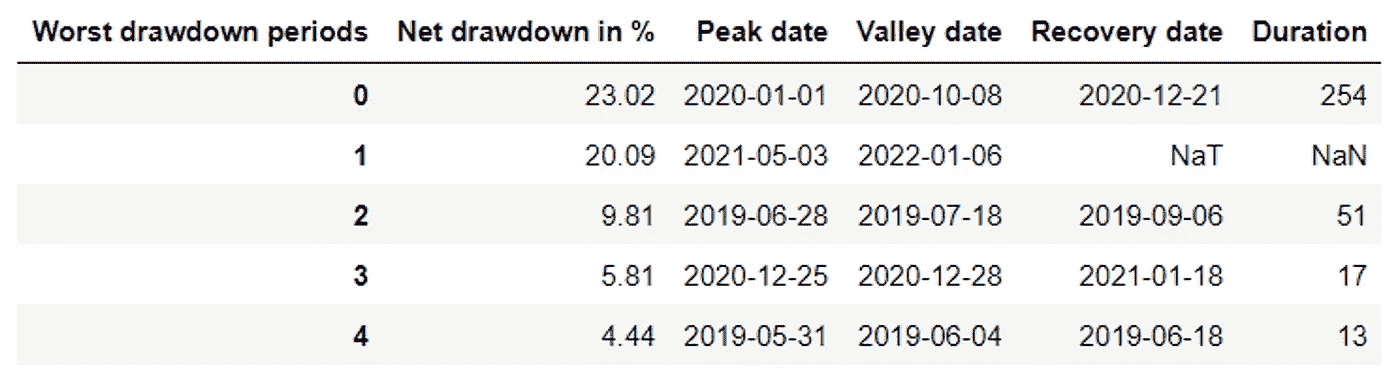 Worst drawdown periods Net drawdown in % Peak date Valley date Recovery date Duration
0 23.02 2020-01-01 2020-10-08 2020-12-21 254
1 20.09 2021-05-03 2022-01-06 NaT NaN
2 9.81 2019-06-28 2019-07-18 2019-09-06 51
3 5.81 2020-12-25 2020-12-28 2021-01-18 17
4 4.44 2019-05-31 2019-06-04 2019-06-18 13